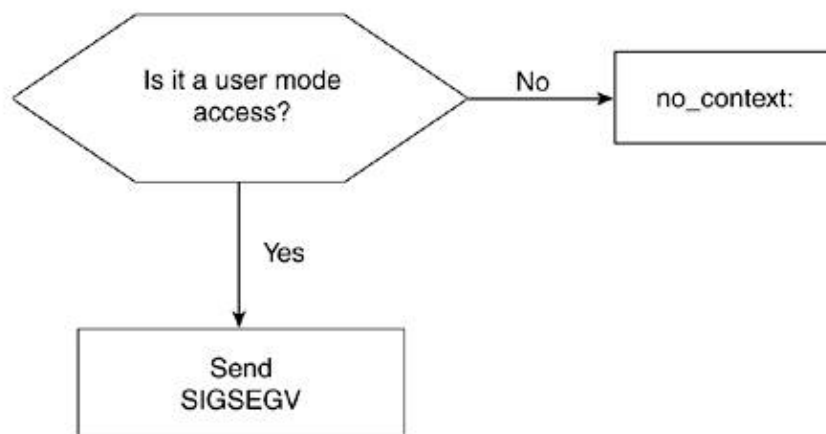 Is it a user mode
access?
No
no_context:
Yes
Send
SIGSEGV